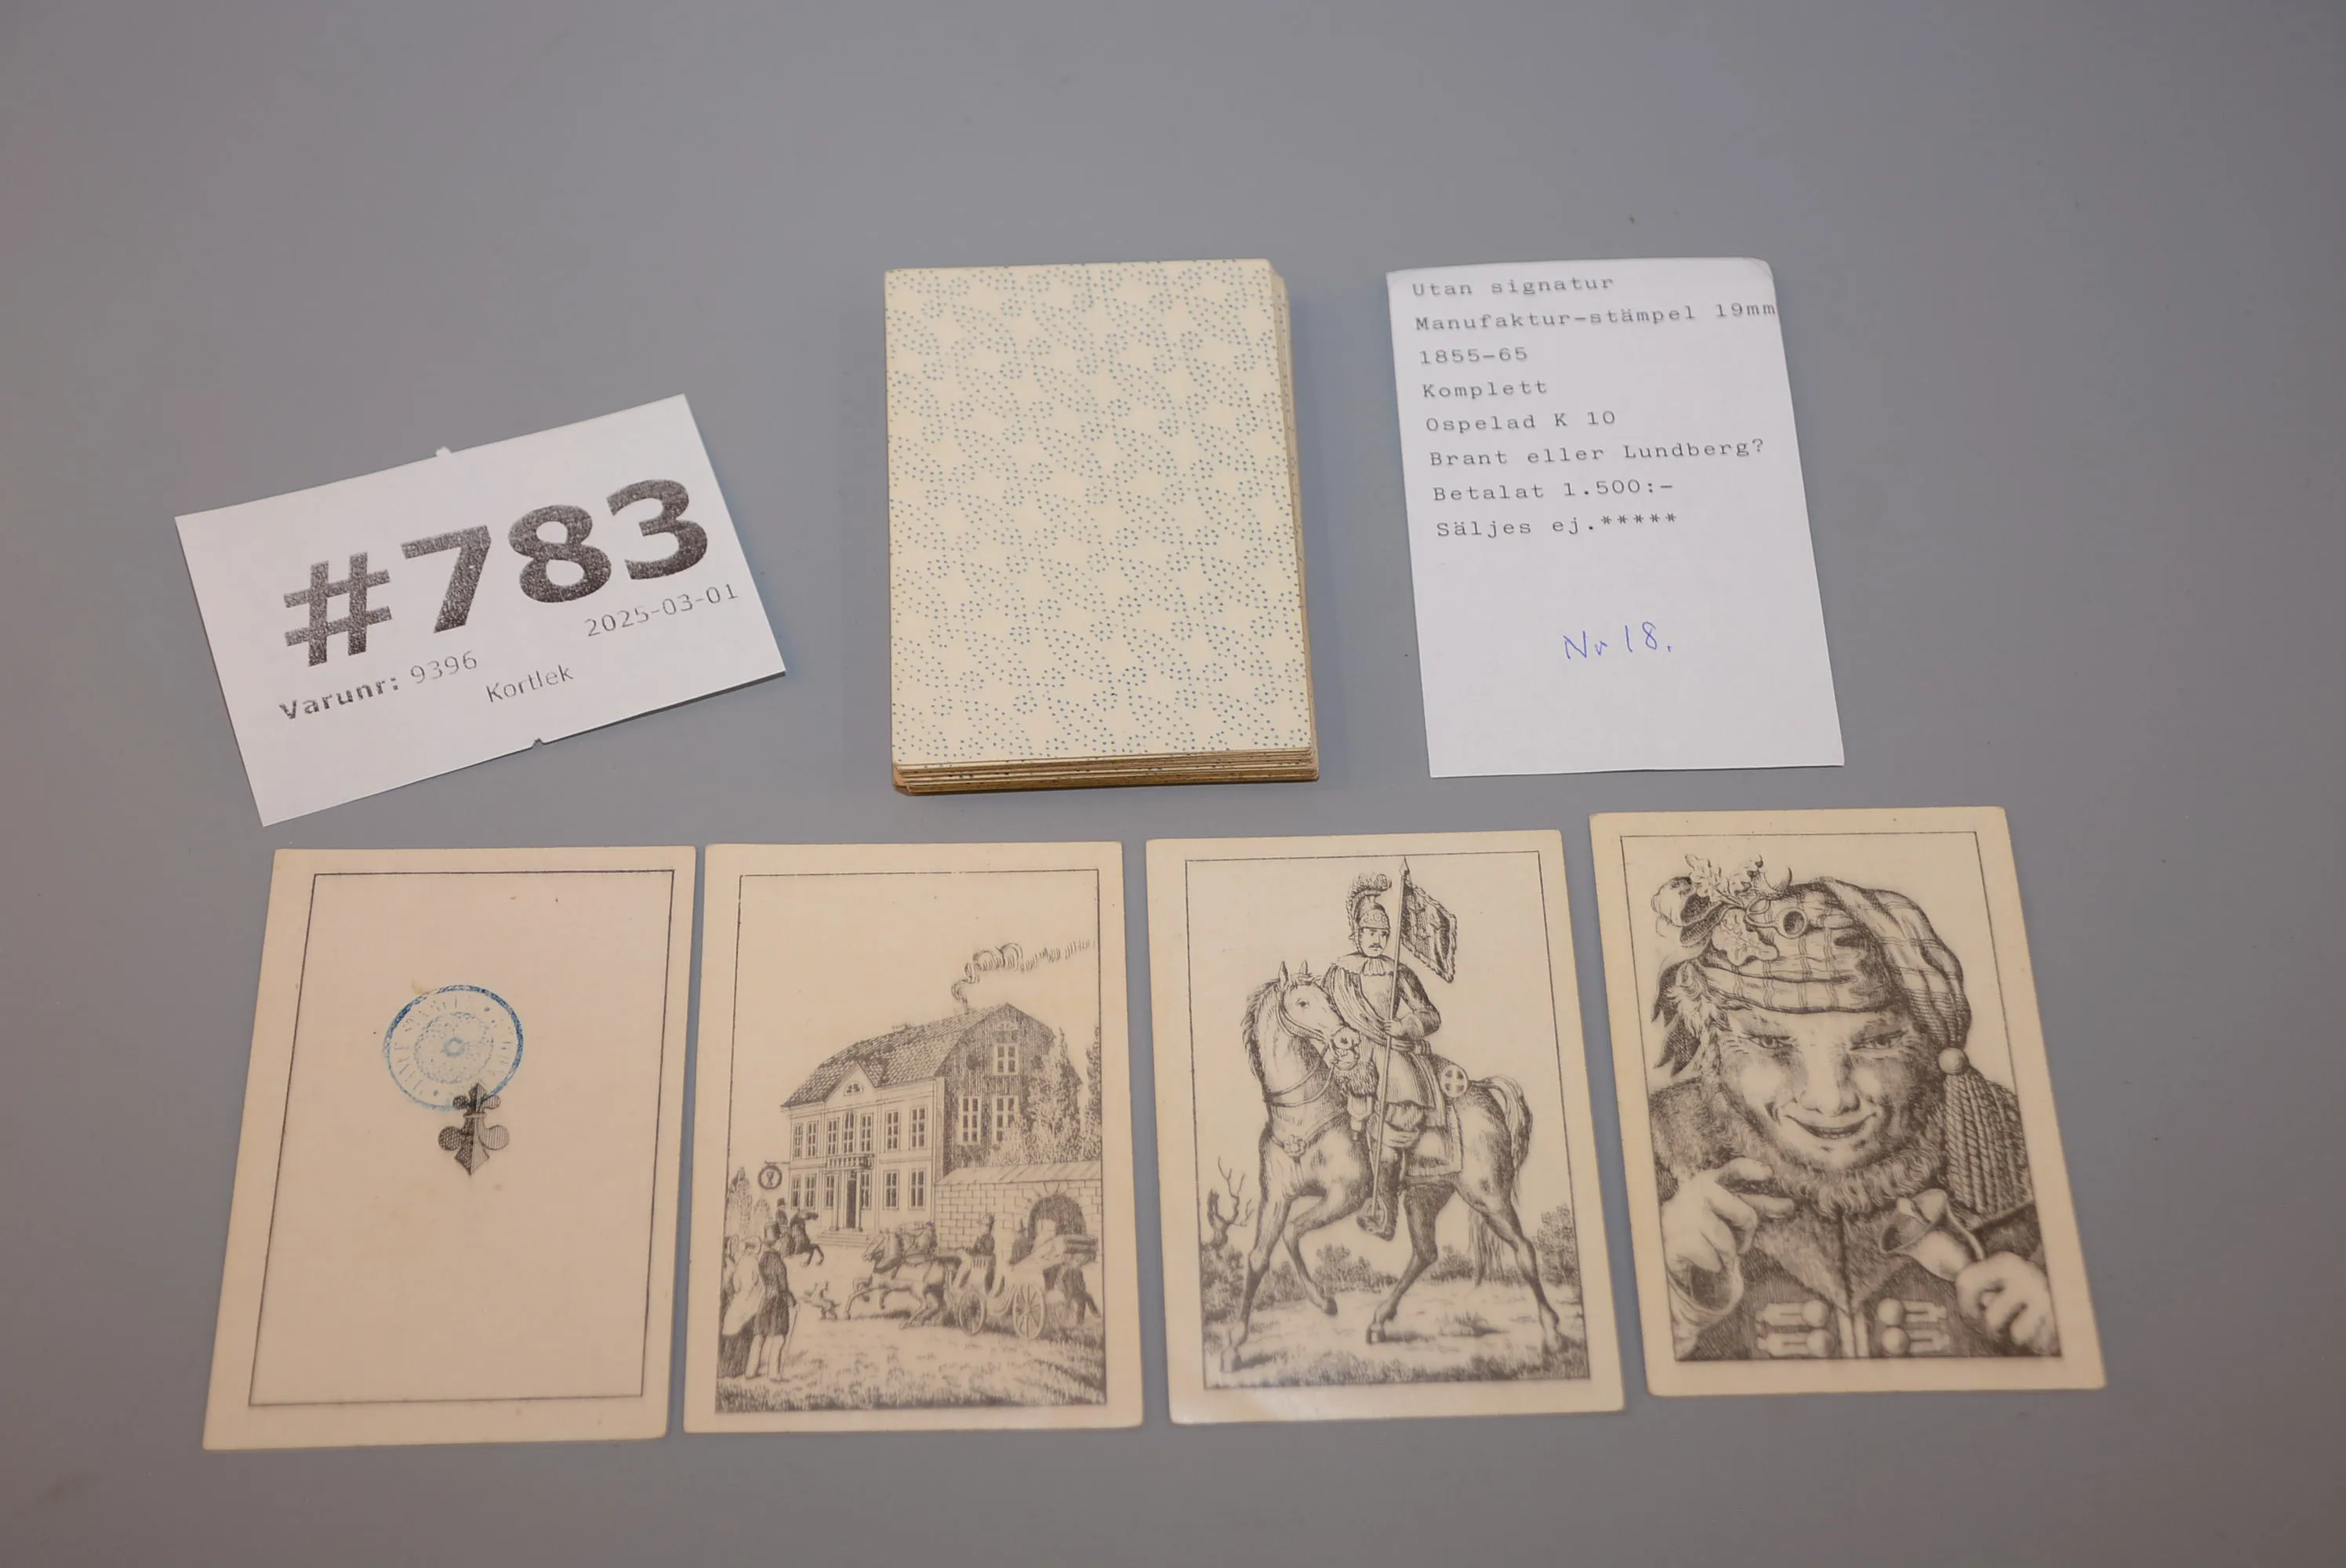 #783
2025-03-01
Varunr: 9396
Kortlek
Utan signatur
Manufaktur-stämpel 19mm
1855-65
Komplett
Ospelad K 10
Brant eller Lundberg?
Betalat 1.500:-
Säljes ej.*****
Nr 18.